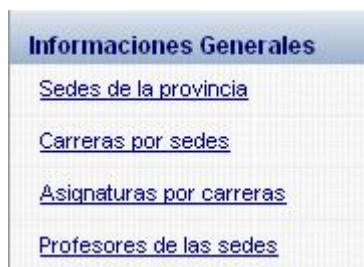 Informaciones Generales
Sedes de la provincia
Carreras por sedes
Asignaturas por carreras
Profesores de las sedes